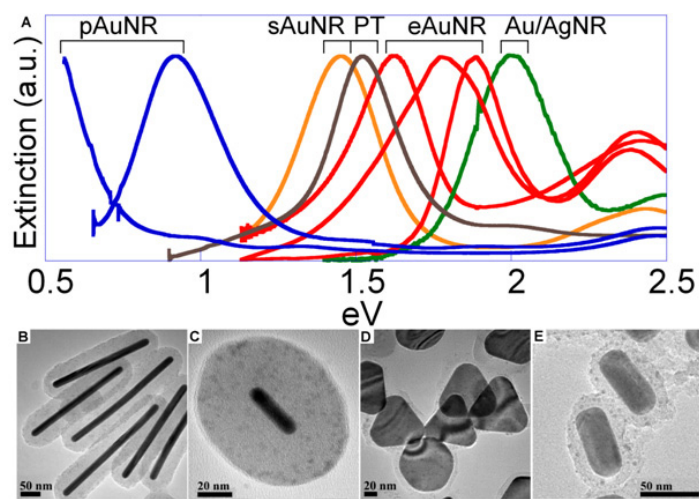 A
pAuNR
sAuNR PT
eAuNR
Au/AgNR
Extinction (a.u.)
0.5 1 1.5 2 2.5
eV
B
50 nm
C
20 nm
D
20 nm
E
50 nm